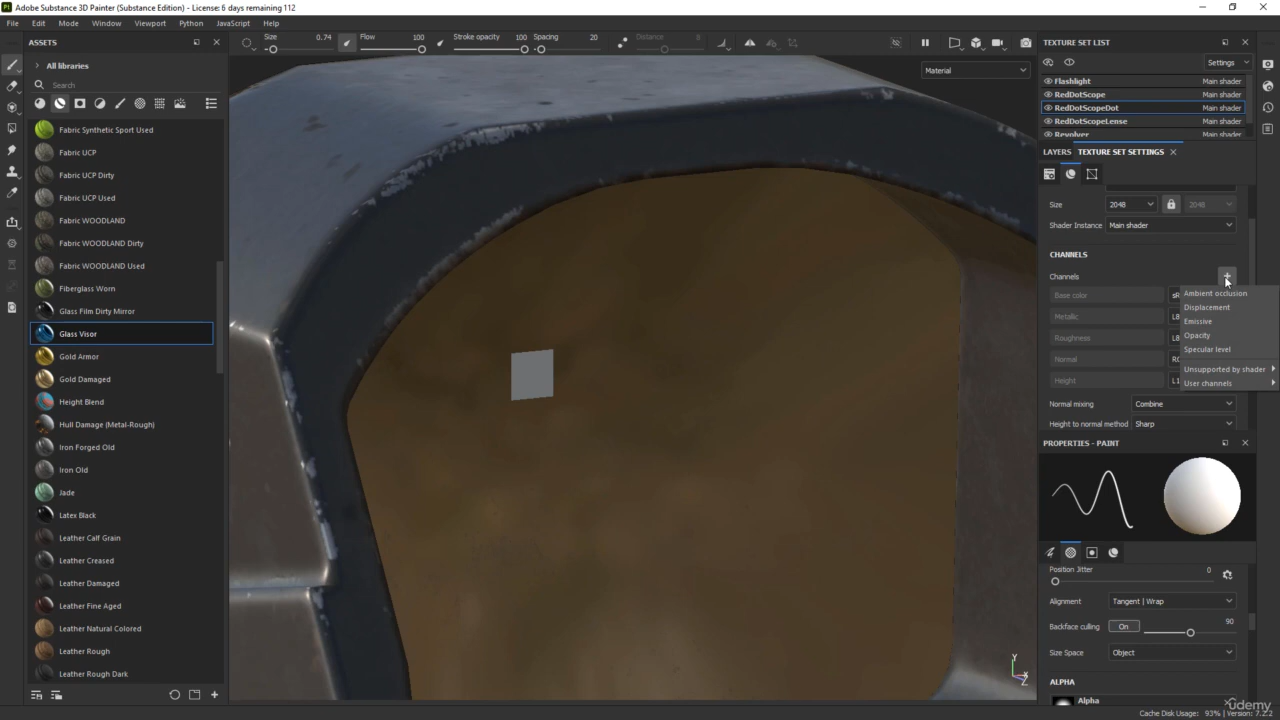 Adobe Substance 3D Painter (Substance Edition) - License: 6 days remaining 112
File Edit Mode Window Viewport Python JavaScript Help
Size 0.74 Flow 100 Stroke opacity 100 Spacing 20 Distance 8
ASSETS
All libraries
Search
Fabric Synthetic Sport Used
Fabric UCP
Fabric UCP Dirty
Fabric UCP Used
Fabric WOODLAND
Fabric WOODLAND Dirty
Fabric WOODLAND Used
Fiberglass Worn
Glass Film Dirty Mirror
Glass Visor
Gold Armor
Gold Damaged
Height Blend
Hull Damage (Metal-Rough)
Iron Forged Old
Iron Old
Jade
Latex Black
Leather Calf Grain
Leather Creased
Leather Damaged
Leather Fine Aged
Leather Natural Colored
Leather Rough
Leather Rough Dark
Material
Y
Z
TEXTURE SET LIST
Settings
Flashlight Main shader
RedDotScope Main shader
RedDotScopeDot Main shader
RedDotScopeLense Main shader
Revolver Main shader
LAYERS TEXTURE SET SETTINGS
Size 2048 2048
Shader Instance Main shader
CHANNELS
Channels
Base color
Metallic L8
Roughness L8
Normal
Height
Ambient occlusion
Displacement
Emissive
Opacity
Specular level
Unsupported by shader
User channels
Normal mixing Combine
Height to normal method Sharp
PROPERTIES - PAINT
Position Jitter 0
Alignment Tangent | Wrap
Backface culling On 90
Size Space Object
ALPHA
Alpha
Cache Disk Usage: 93% | Version: 7.2.2
udemy